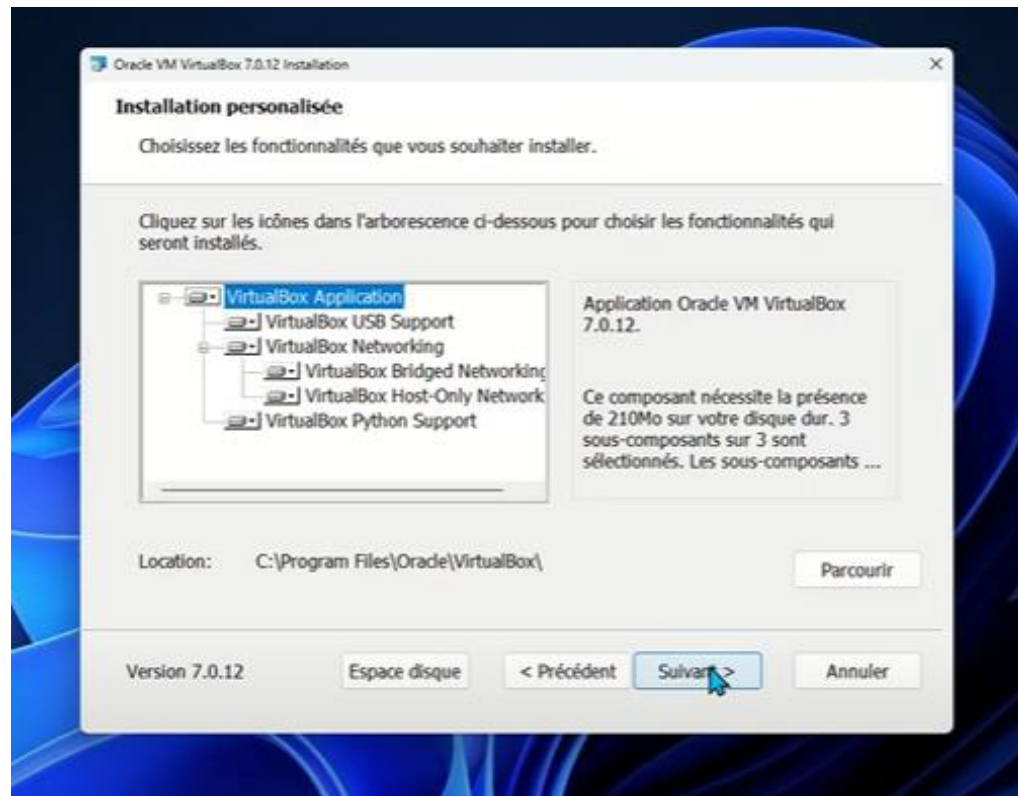 Oracle VM VirtualBox 7.0.12 Installation
Installation personalisée
Choisissez les fonctionnalités que vous souhaiter installer.
Cliquez sur les icônes dans l'arborescence ci-dessous pour choisir les fonctionnalités qui
seront installés.
VirtualBox Application
VirtualBox USB Support
VirtualBox Networking
VirtualBox Bridged Networking
VirtualBox Host-Only Network
VirtualBox Python Support
Application Oracle VM VirtualBox
7.0.12.
Ce composant nécessite la présence
de 210Mo sur votre disque dur. 3
sous-composants sur 3 sont
sélectionnés. Les sous-composants ...
Location: C:\Program Files\Oracle\VirtualBox\
Parcourir
Version 7.0.12 Espace disque < Précédent Suivant > Annuler